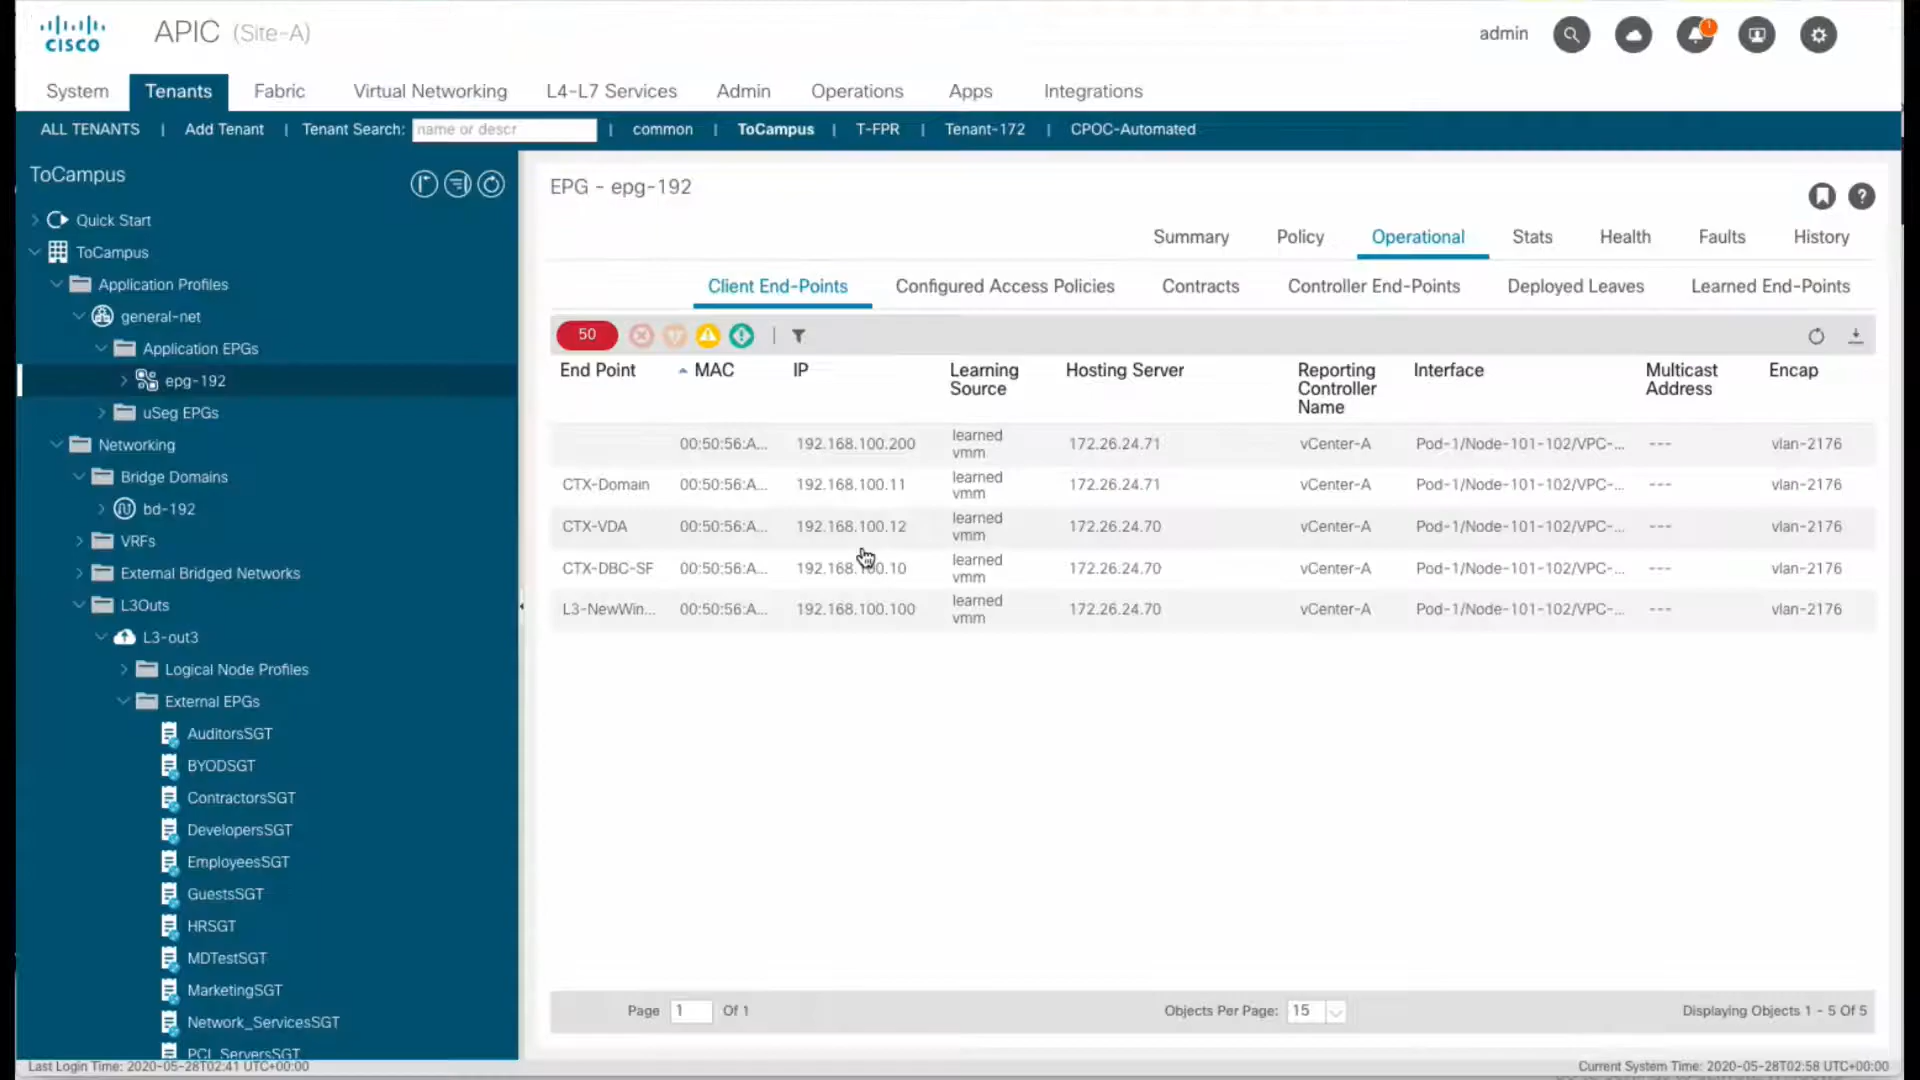 CISCO
APIC (Site-A)
admin
1
System Tenants Fabric Virtual Networking L4-L7 Services Admin Operations Apps Integrations
ALL TENANTS | Add Tenant | Tenant Search: name or descr | common | ToCampus | T-FPR | Tenant-172 | CPOC-Automated
ToCampus
Quick Start
ToCampus
Application Profiles
general-net
Application EPGs
epg-192
uSeg EPGs
Networking
Bridge Domains
bd-192
VRFs
External Bridged Networks
L3Outs
L3-out3
Logical Node Profiles
External EPGs
AuditorsSGT
BYODSGT
ContractorsSGT
DevelopersSGT
EmployeesSGT
GuestsSGT
HRSGT
MDTestSGT
MarketingSGT
Network_ServicesSGT
PCI_ServersSGT
EPG - epg-192
Summary Policy Operational Stats Health Faults History
Client End-Points Configured Access Policies Contracts Controller End-Points Deployed Leaves Learned End-Points
50
End Point MAC IP Learning Source Hosting Server Reporting Controller Name Interface Multicast Address Encap
00:50:56:A... 192.168.100.200 learned vmm 172.26.24.71 vCenter-A Pod-1/Node-101-102/VPC-... --- vlan-2176
CTX-Domain 00:50:56:A... 192.168.100.11 learned vmm 172.26.24.71 vCenter-A Pod-1/Node-101-102/VPC-... --- vlan-2176
CTX-VDA 00:50:56:A... 192.168.100.12 learned vmm 172.26.24.70 vCenter-A Pod-1/Node-101-102/VPC-... --- vlan-2176
CTX-DBC-SF 00:50:56:A... 192.168.100.10 learned vmm 172.26.24.70 vCenter-A Pod-1/Node-101-102/VPC-... --- vlan-2176
L3-NewWin... 00:50:56:A... 192.168.100.100 learned vmm 172.26.24.70 vCenter-A Pod-1/Node-101-102/VPC-... --- vlan-2176
Page 1 Of 1 Objects Per Page: 15 Displaying Objects 1 - 5 Of 5
Last Login Time: 2020-05-28T02:41 UTC+00:00 Current System Time: 2020-05-28T02:58 UTC+00:00